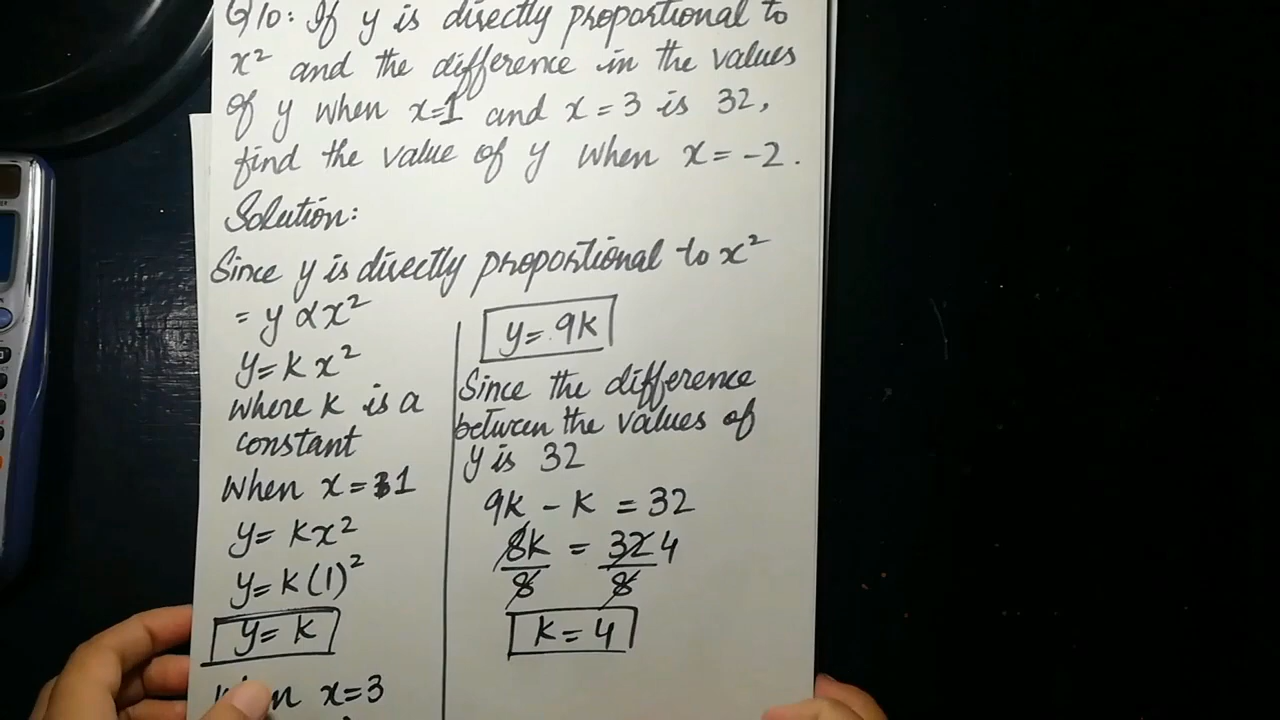 Q10: If y is directly proportional to
x² and the difference in the values
of y when x=1 and x = 3 is 32,
find the value of y when x = -2.
Solution:
Since y is directly proportional to x²
= y ∝ x²
y = k x²
where k is a
constant
when x = 1
y = kx²
y = k(1)²
y = k
when x=3
y = 9k
Since the difference
between the values of
y is 32
9k - k = 32
8k = 32 4
8 8
k = 4